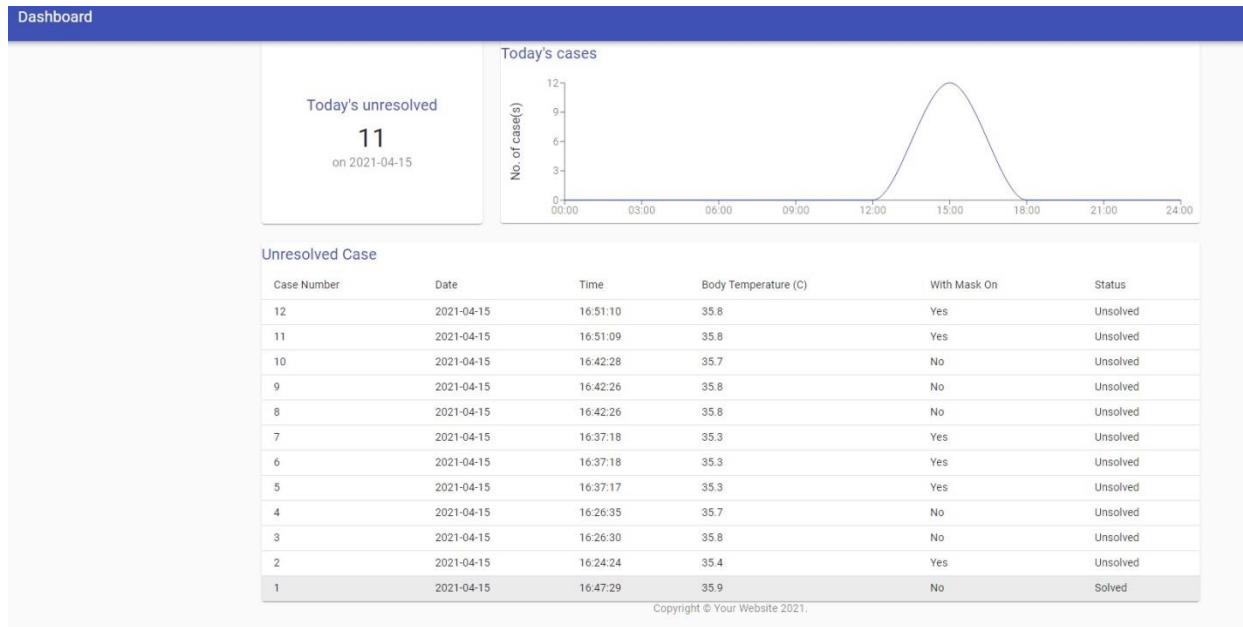 Dashboard
Today's unresolved
11
on 2021-04-15
Today's cases
No. of case(s)
12
9
6
3
0
00:00 03:00 06:00 09:00 12:00 15:00 18:00 21:00 24:00
Unresolved Case
Case Number Date Time Body Temperature (C) With Mask On Status
12 2021-04-15 16:51:10 35.8 Yes Unsolved
11 2021-04-15 16:51:09 35.8 Yes Unsolved
10 2021-04-15 16:42:28 35.7 No Unsolved
9 2021-04-15 16:42:26 35.8 No Unsolved
8 2021-04-15 16:42:26 35.8 No Unsolved
7 2021-04-15 16:37:18 35.3 Yes Unsolved
6 2021-04-15 16:37:18 35.3 Yes Unsolved
5 2021-04-15 16:37:17 35.3 Yes Unsolved
4 2021-04-15 16:26:35 35.7 No Unsolved
3 2021-04-15 16:26:30 35.8 No Unsolved
2 2021-04-15 16:24:24 35.4 Yes Unsolved
1 2021-04-15 16:47:29 35.9 No Solved
Copyright © Your Website 2021.